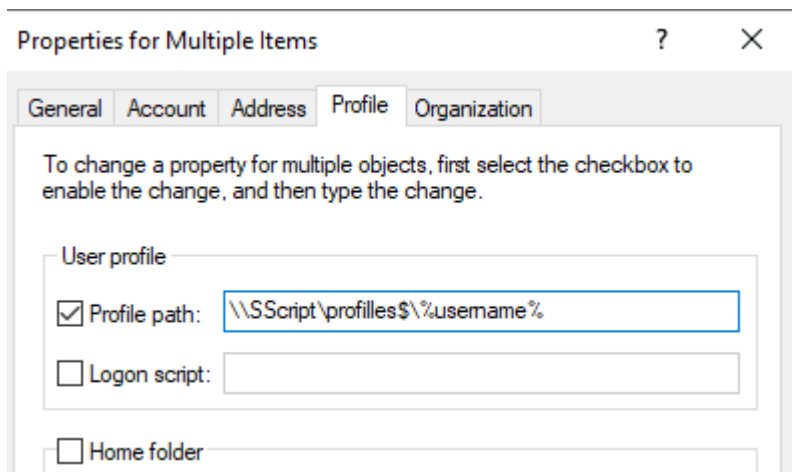 Properties for Multiple Items ? ✕
General Account Address Profile Organization
To change a property for multiple objects, first select the checkbox to
enable the change, and then type the change.
User profile
Profile path: \\SScript\profilles$\%username%
Logon script:
Home folder